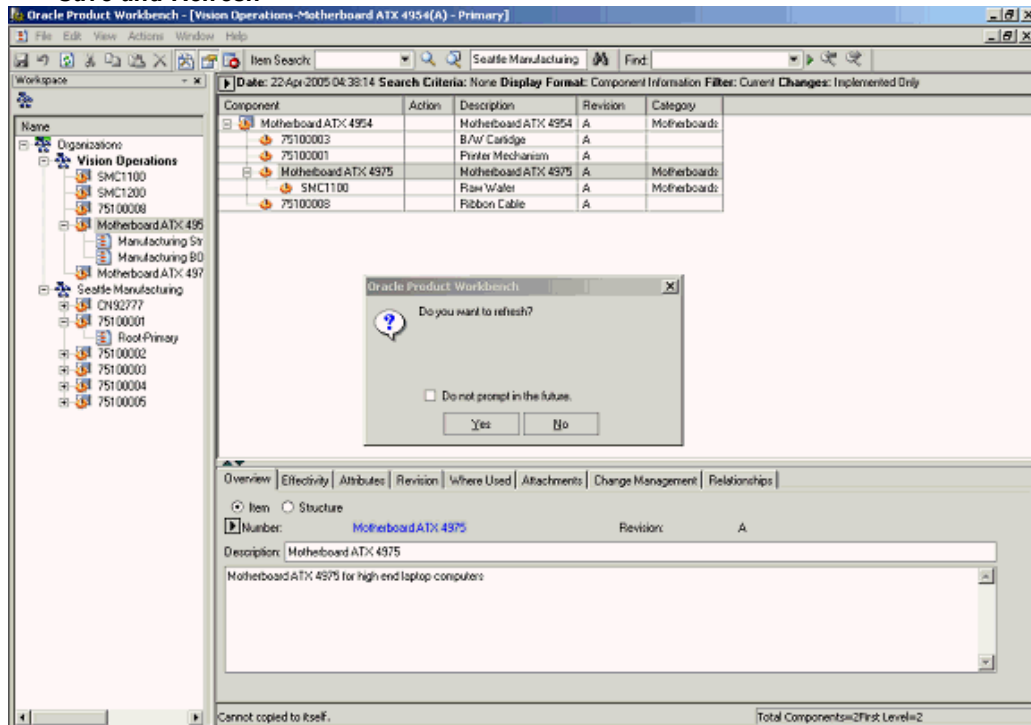 Save and Refresh
Oracle Product Workbench - [Vision Operations-Motherboard ATX 4954(A) - Primary]
File Edit View Actions Window Help
Item Search: Seattle Manufacturing Find:
Workspace
Date: 22-Apr-2005 04:38:14 Search Criteria: None Display Format: Component Information Filter: Current Changes: Implemented Only
Name
Organizations
Vision Operations
SMC1100
SMC1200
75100008
Motherboard ATX 495
Manufacturing Str
Manufacturing BO
Motherboard ATX 497
Seattle Manufacturing
CN92777
75100001
Root-Primary
75100002
75100003
75100004
75100005
Component Action Description Revision Category
Motherboard ATX 4954 Motherboard ATX 4954 A Motherboards
75100003 B/W Cartidge A
75100001 Printer Mechanism A
Motherboard ATX 4975 Motherboard ATX 4975 A Motherboards
SMC1100 Raw Wafer A Motherboards
75100008 Ribbon Cable A
Oracle Product Workbench
Do you want to refresh?
Do not prompt in the future.
Yes No
Overview Effectivity Attributes Revision Where Used Attachments Change Management Relationships
Item Structure
Number: Motherboard ATX 4975 Revision: A
Description: Motherboard ATX 4975
Motherboard ATX 4975 for high end laptop computers
Cannot copied to itself. Total Components=2First Level=2